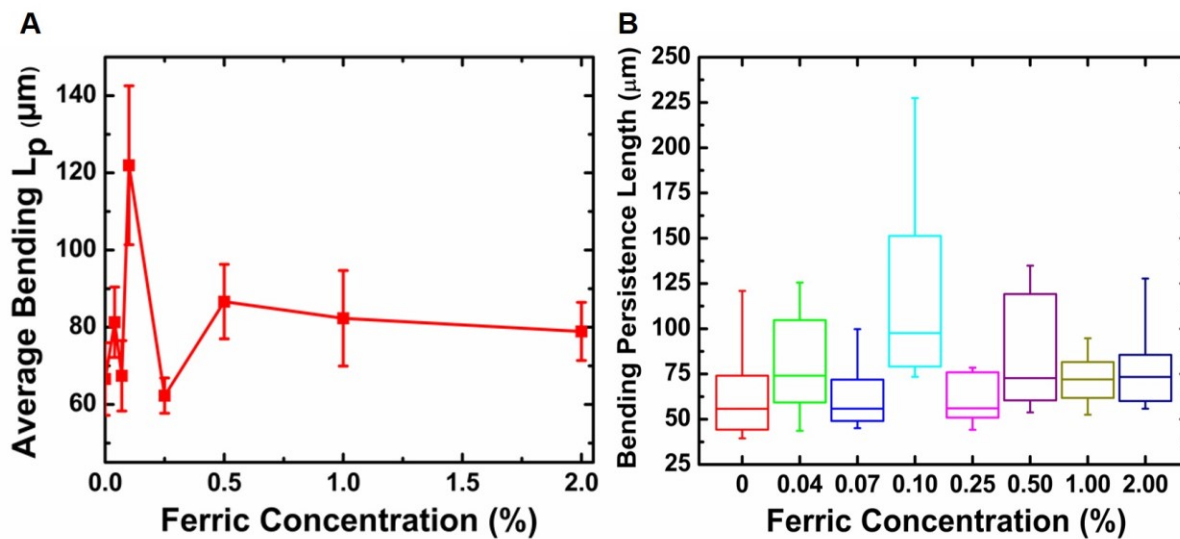 A
Average Bending Lp (μm)
140
120
100
80
60
0.0 0.5 1.0 1.5 2.0
Ferric Concentration (%)
B
Bending Persistence Length (μm)
250
225
200
175
150
125
100
75
50
25
0 0.04 0.07 0.10 0.25 0.50 1.00 2.00
Ferric Concentration (%)